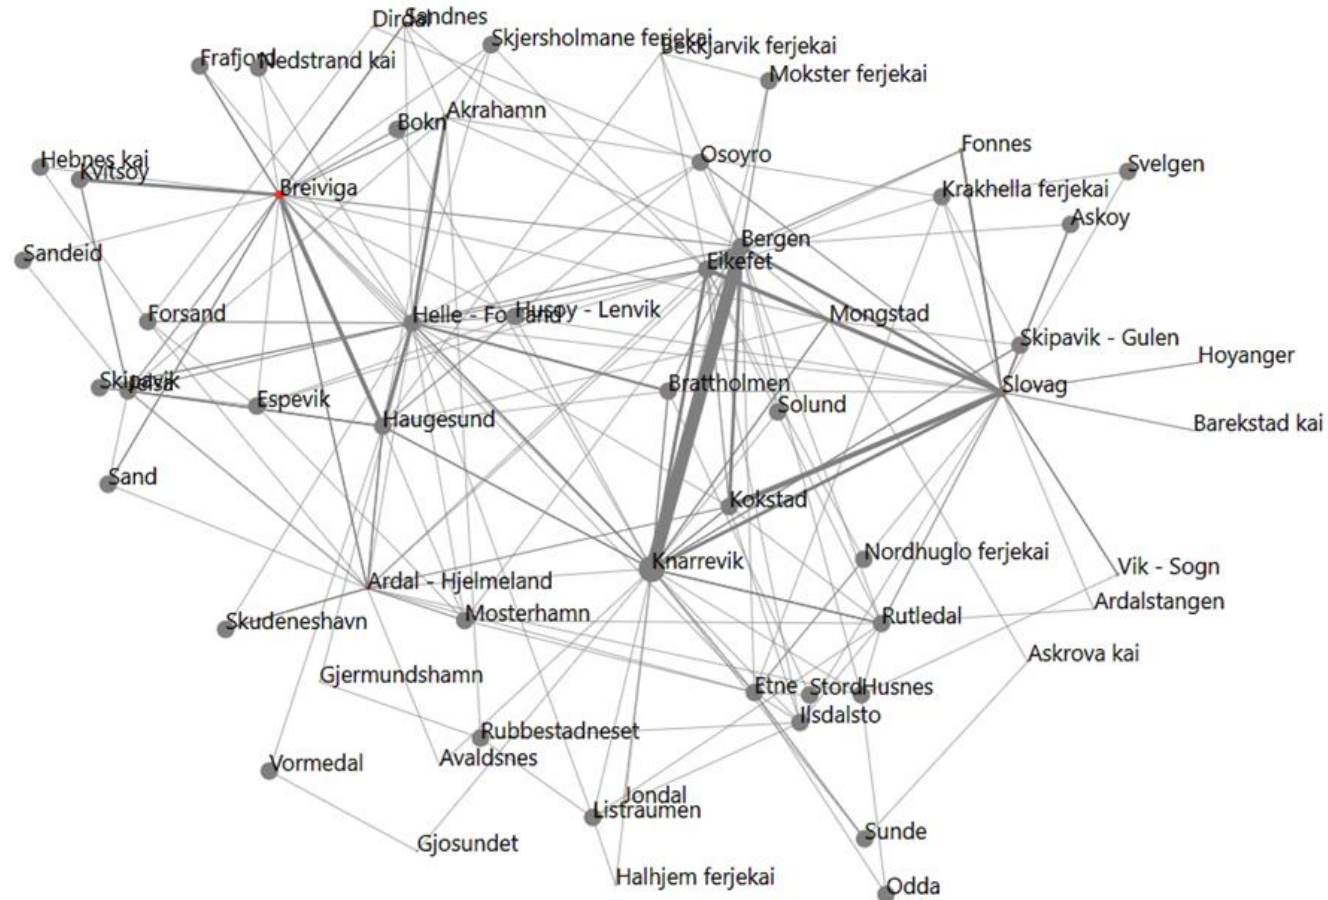 Dirdal
Sandnes
Skjersholmane ferjekai
Bekkjarvik ferjekai
Frafjord
Nedstrand kai
Mokster ferjekai
Akrahamn
Bokn
Fonnes
Osoyro
Svelgen
Hebnes kai
Kvitsoy
Breiviga
Krakhella ferjekai
Askoy
Bergen
Sandeid
Eikefet
Forsand
Helle - Forsand
Husoy - Lenvik
Mongstad
Skipavik - Gulen
Hoyanger
Skipavik
Jelsa
Brattholmen
Slovag
Espevik
Solund
Haugesund
Barekstad kai
Sand
Kokstad
Knarrevik
Nordhuglo ferjekai
Vik - Sogn
Ardal - Hjelmeland
Ardalstangen
Skudeneshavn
Mosterhamn
Rutledal
Askrova kai
Gjermundshamn
Etne
Stord
Husnes
Ilsdalsto
Rubbestadneset
Vormedal
Avaldsnes
Jondal
Listraumen
Gjosundet
Sunde
Halhjem ferjekai
Odda